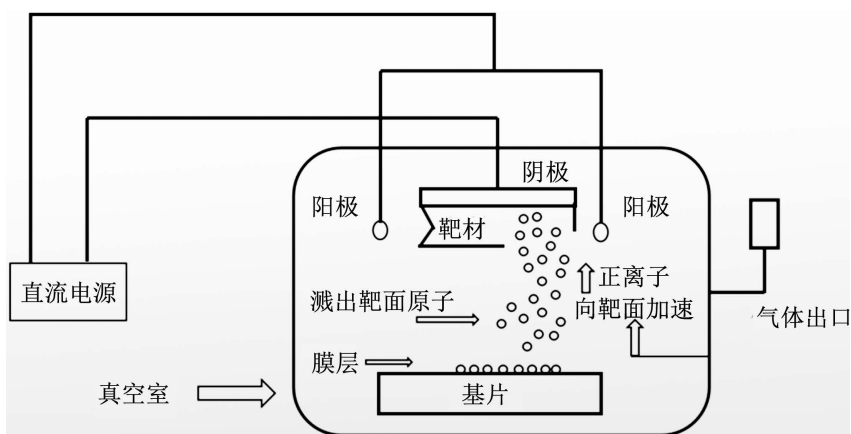 阴极
阳极
阳极
靶材
正离子
直流电源
溅出靶面原子
向靶面加速
气体出口
膜层
真空室
基片